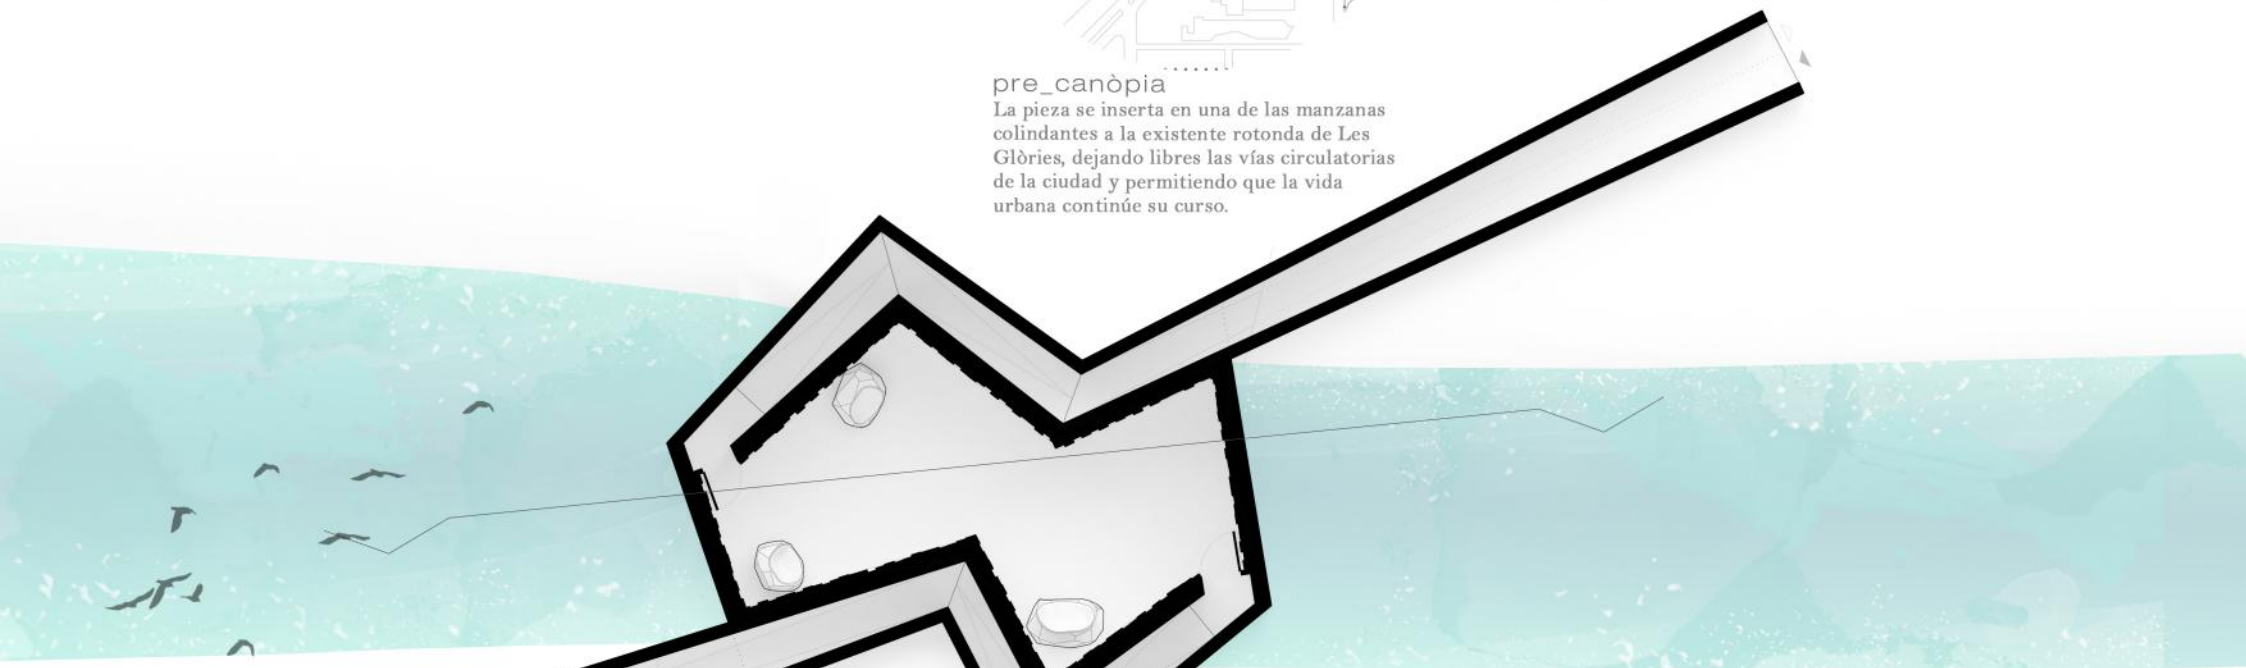 pre_canòpia
La pieza se inserta en una de las manzanas
colindantes a la existente rotonda de Les
Glòries, dejando libres las vías circulatorias
de la ciudad y permitiendo que la vida
urbana continúe su curso.